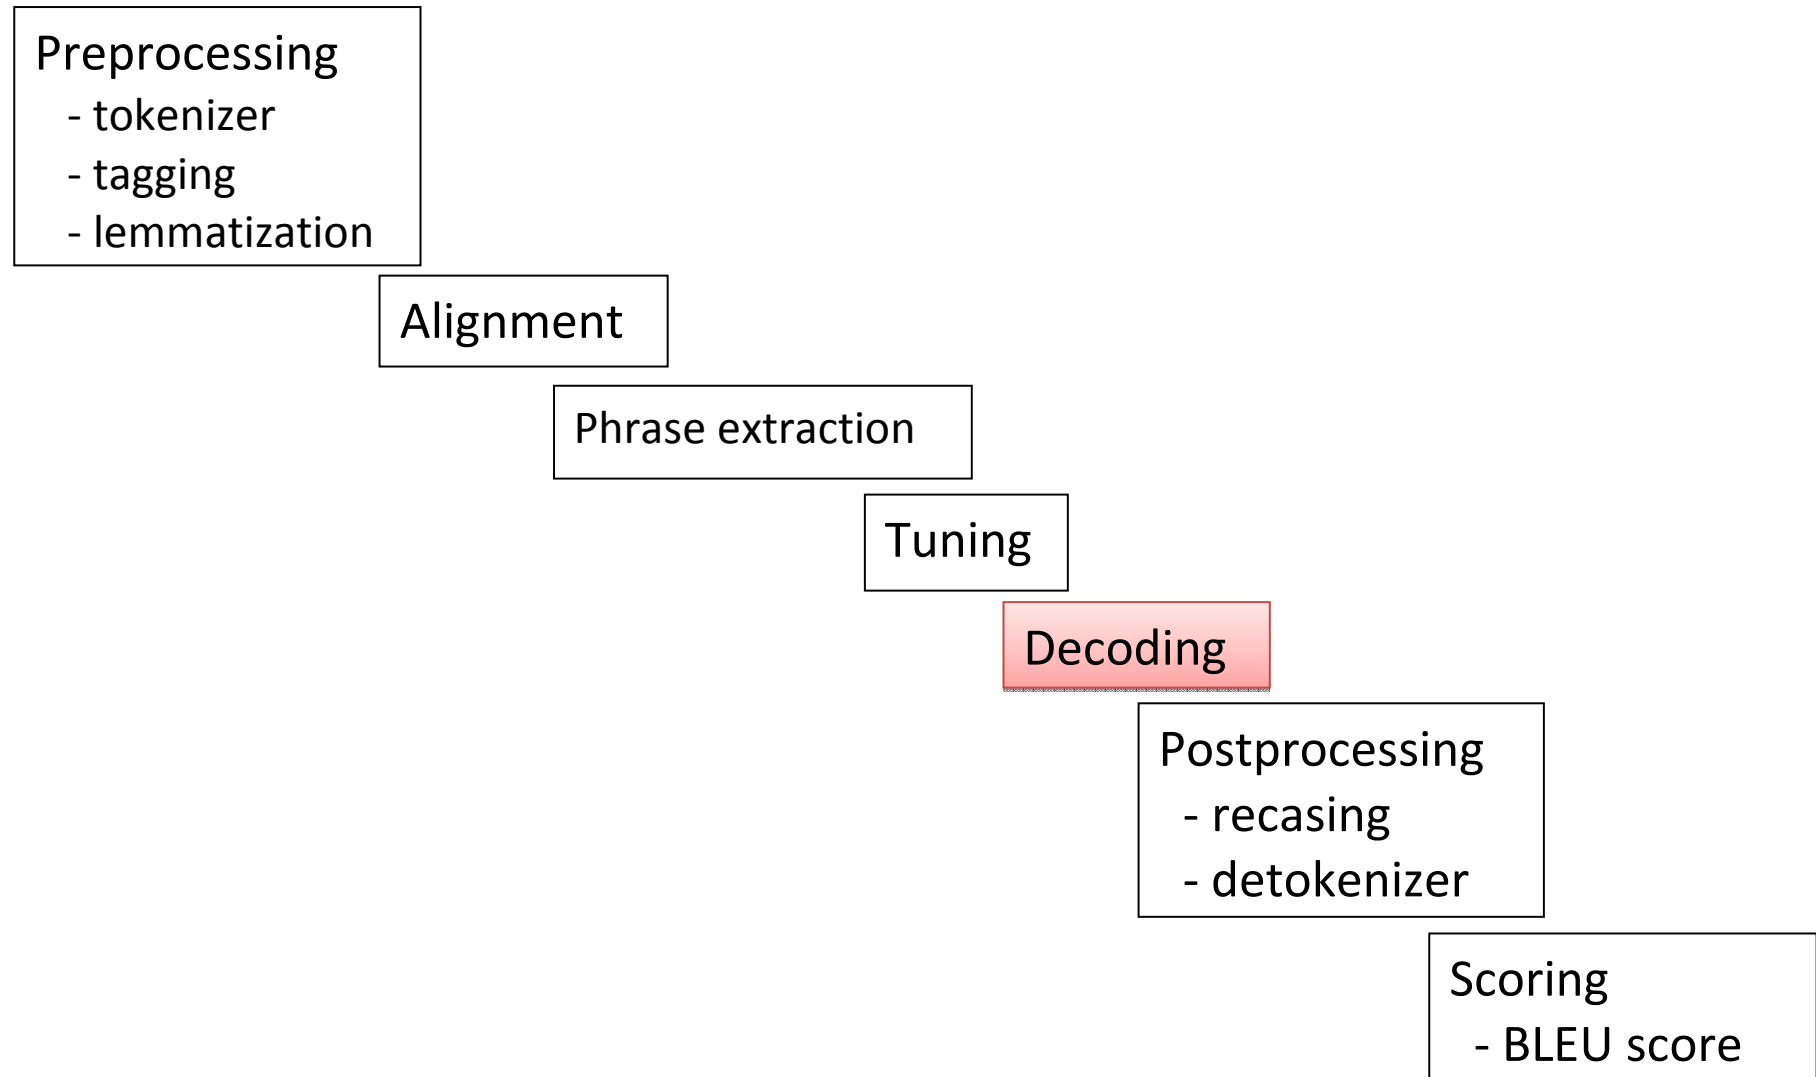 Preprocessing
- tokenizer
- tagging
- lemmatization
Alignment
Phrase extraction
Tuning
Decoding
Postprocessing
- recasing
- detokenizer
Scoring
- BLEU score